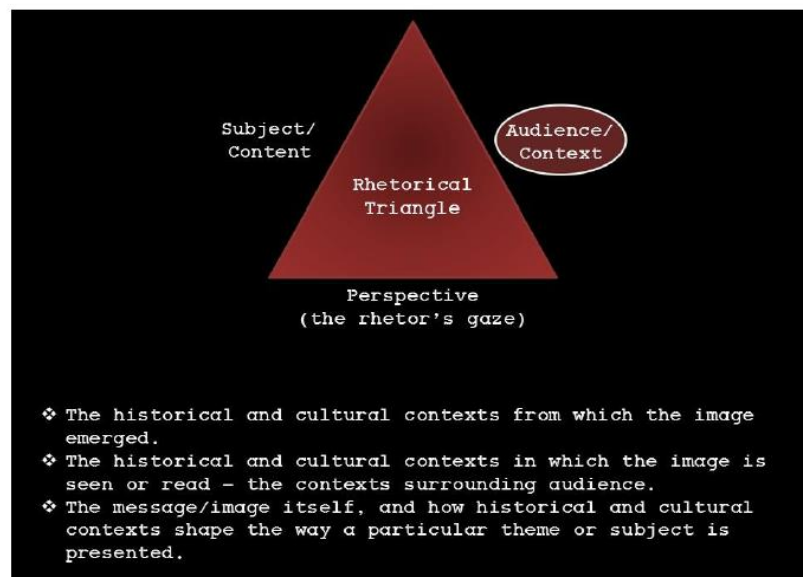 Subject/
Content
Audience/
Context
Rhetorical
Triangle
Perspective
(the rhetor's gaze)
❖ The historical and cultural contexts from which the image
emerged.
❖ The historical and cultural contexts in which the image is
seen or read – the contexts surrounding audience.
❖ The message/image itself, and how historical and cultural
contexts shape the way a particular theme or subject is
presented.